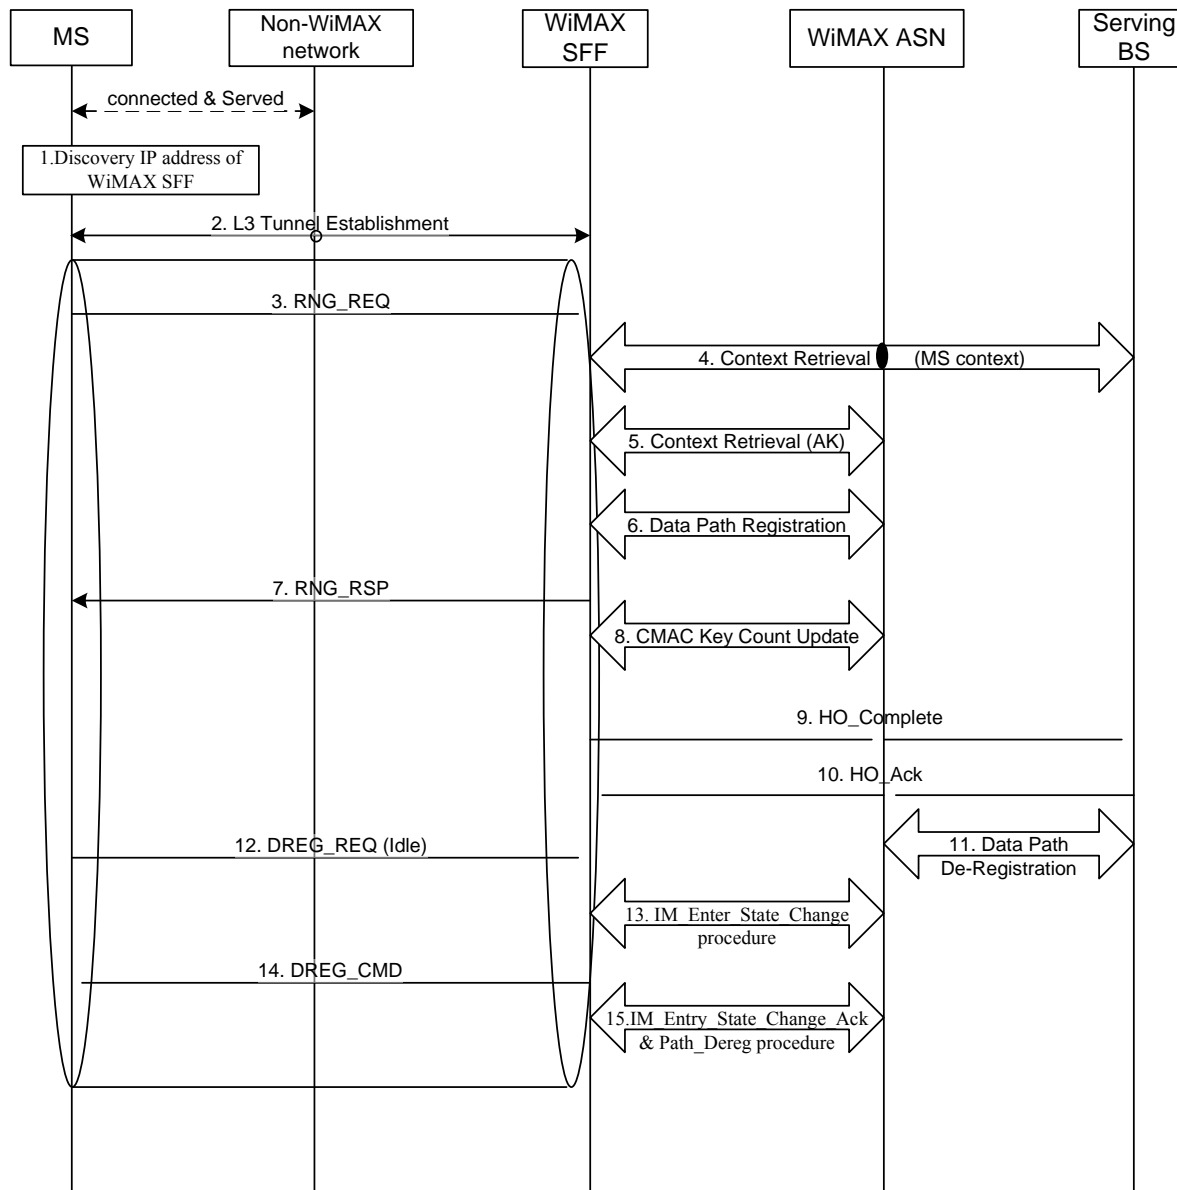 MS
Non-WiMAX
network
WiMAX
SFF
WiMAX ASN
Serving
BS
connected & Served
1.Discovery IP address of
WiMAX SFF
2. L3 Tunnel Establishment
3. RNG_REQ
4. Context Retrieval (MS context)
5. Context Retrieval (AK)
6. Data Path Registration
7. RNG_RSP
8. CMAC Key Count Update
9. HO_Complete
10. HO_Ack
12. DREG_REQ (Idle)
11. Data Path
De-Registration
13. IM_Enter_State_Change
procedure
14. DREG_CMD
15.IM_Entry_State_Change_Ack
& Path_Dereg procedure